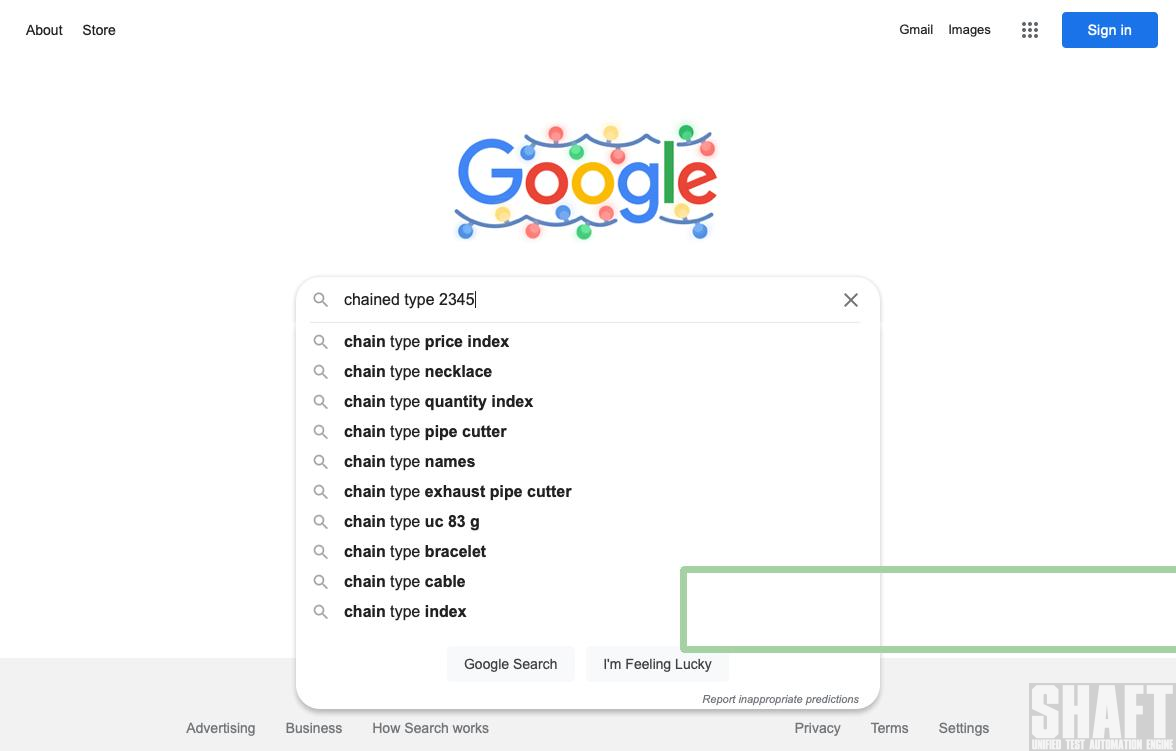 About Store
Gmail Images Sign in
Google
chained type 2345
chain type price index
chain type necklace
chain type quantity index
chain type pipe cutter
chain type names
chain type exhaust pipe cutter
chain type uc 83 g
chain type bracelet
chain type cable
chain type index
Google Search I'm Feeling Lucky
Report inappropriate predictions
Advertising Business How Search works Privacy Terms Settings
SHAFT
UNIFIED TEST AUTOMATION ENGINE